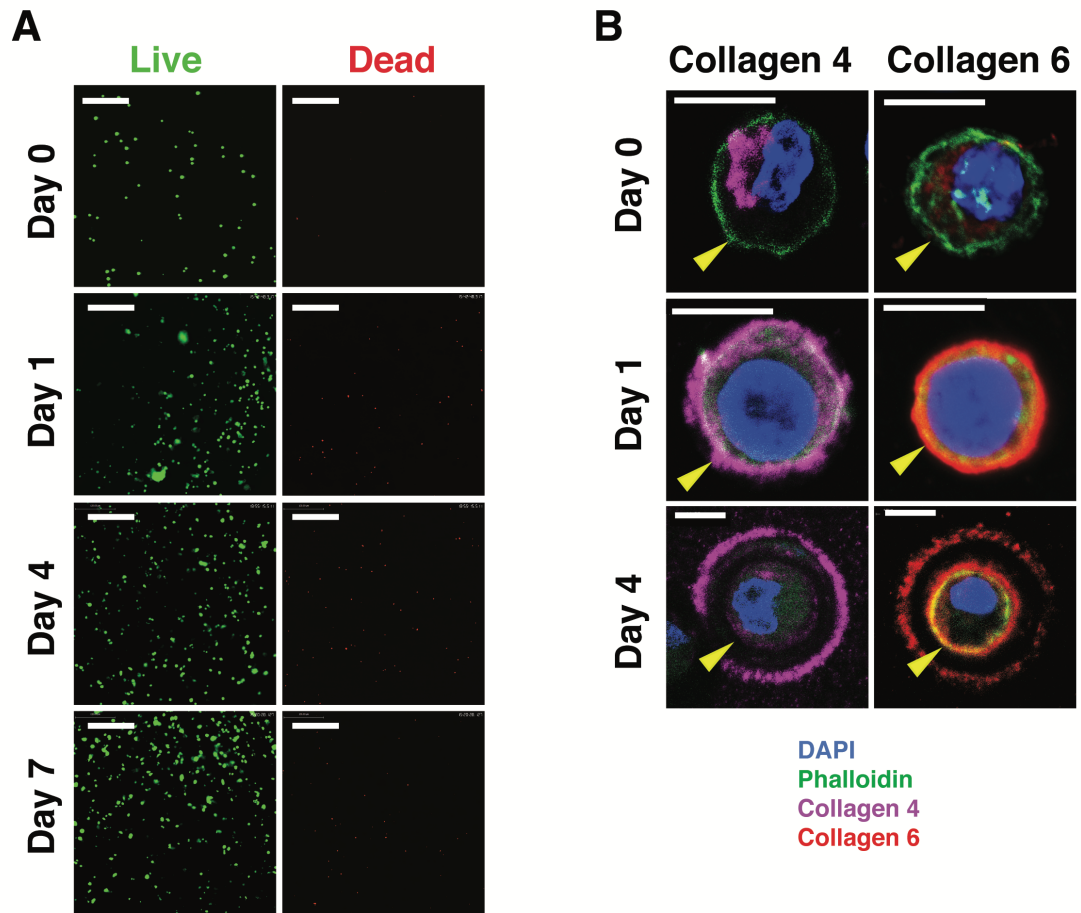 A
Live Dead
Day 0
Day 1
Day 4
Day 7
B
Collagen 4 Collagen 6
Day 0
Day 1
Day 4
DAPI
Phalloidin
Collagen 4
Collagen 6